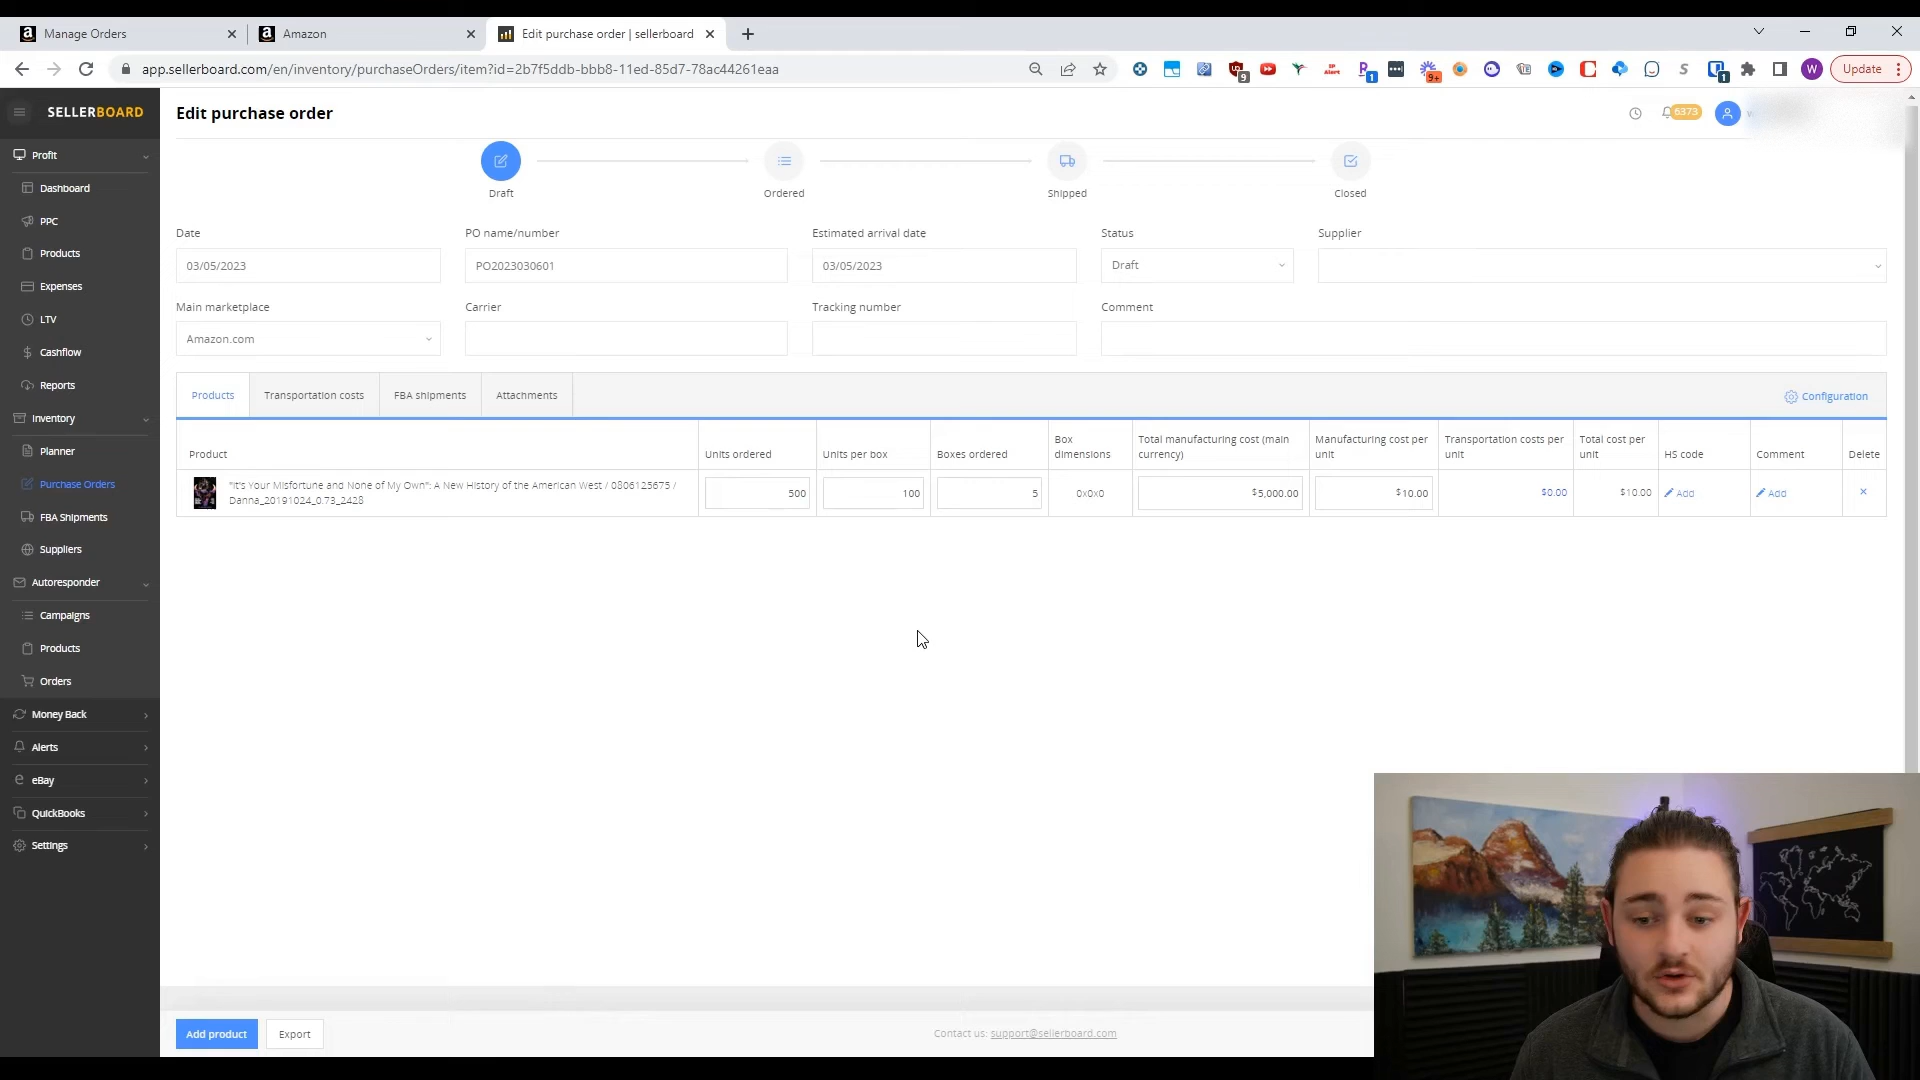 Manage Orders
Amazon
Edit purchase order | sellerboard
app.sellerboard.com/en/inventory/purchaseOrders/item?id=2b7f5ddb-bbb8-11ed-85d7-78ac44261eaa
9
IP
Alert
1
9+
S
1
W
Update
SELLERBOARD
Edit purchase order
6373
Profit
Dashboard
PPC
Products
Expenses
LTV
Cashflow
Reports
Inventory
Planner
Purchase Orders
FBA Shipments
Suppliers
Autoresponder
Campaigns
Products
Orders
Money Back
Alerts
eBay
QuickBooks
Settings
Draft
Ordered
Shipped
Closed
Date
PO name/number
Estimated arrival date
Status
Supplier
03/05/2023
PO2023030601
03/05/2023
Draft
Main marketplace
Carrier
Tracking number
Comment
Amazon.com
Products
Transportation costs
FBA shipments
Attachments
Configuration
Product
Units ordered
Units per box
Boxes ordered
Box dimensions
Total manufacturing cost (main currency)
Manufacturing cost per unit
Transportation costs per unit
Total cost per unit
HS code
Comment
Delete
"It's Your Misfortune and None of My Own": A New History of the American West / 0806125675 /
Danna_20191024_0.73_2428
500
100
5
0x0x0
$5,000.00
$10.00
$0.00
$10.00
Add
Add
Add product
Export
Contact us: support@sellerboard.com